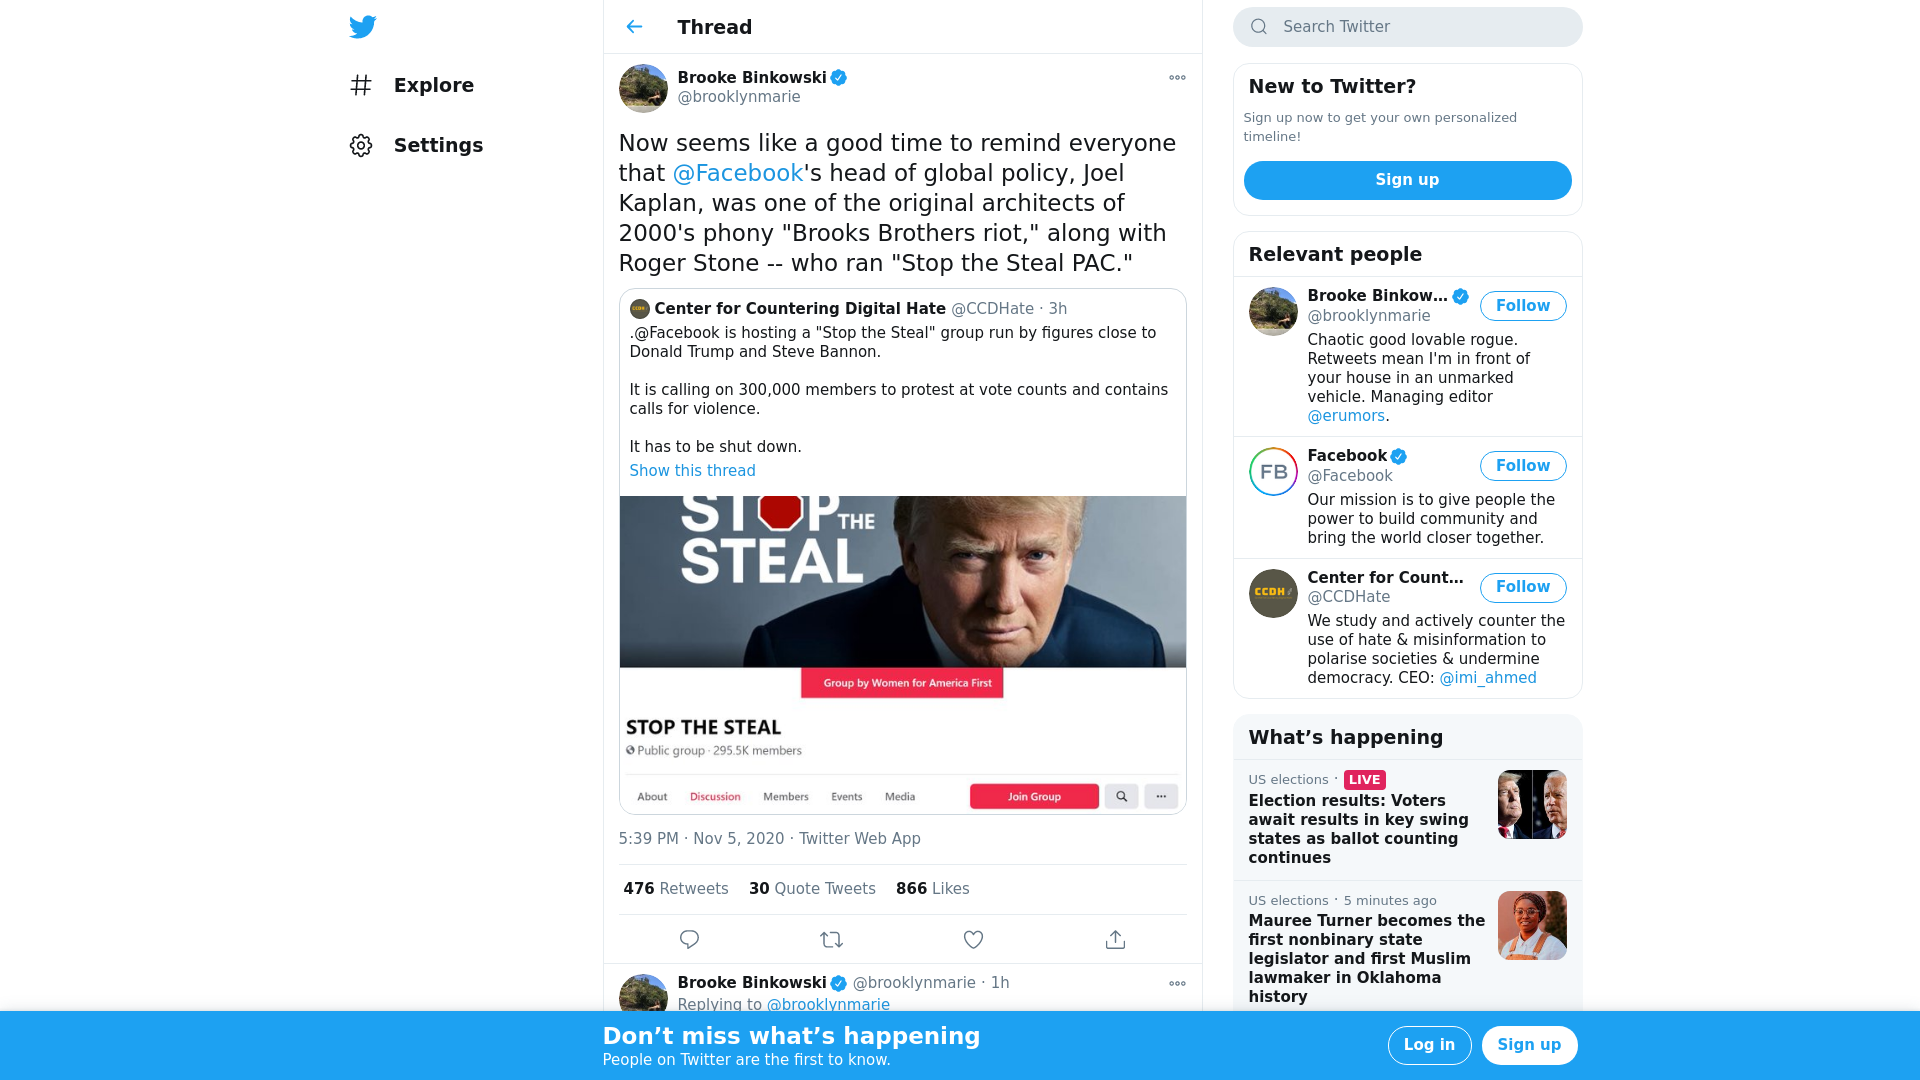 Explore
Settings
Thread
Brooke Binkowski
@brooklynmarie
Now seems like a good time to remind everyone
that @Facebook's head of global policy, Joel
Kaplan, was one of the original architects of
2000's phony "Brooks Brothers riot," along with
Roger Stone -- who ran "Stop the Steal PAC."
Center for Countering Digital Hate @CCDHate · 3h
.@Facebook is hosting a "Stop the Steal" group run by figures close to
Donald Trump and Steve Bannon.
It is calling on 300,000 members to protest at vote counts and contains
calls for violence.
It has to be shut down.
Show this thread
STOP THE
STEAL
Group by Women for America First
STOP THE STEAL
Public group · 295.5K members
About Discussion Members Events Media Join Group
5:39 PM · Nov 5, 2020 · Twitter Web App
476 Retweets 30 Quote Tweets 866 Likes
Brooke Binkowski @brooklynmarie · 1h
Replying to @brooklynmarie
Search Twitter
New to Twitter?
Sign up now to get your own personalized
timeline!
Sign up
Relevant people
Brooke Binkow... Follow
@brooklynmarie
Chaotic good lovable rogue.
Retweets mean I'm in front of
your house in an unmarked
vehicle. Managing editor
@erumors.
FB
Facebook Follow
@Facebook
Our mission is to give people the
power to build community and
bring the world closer together.
CCDH
Center for Count... Follow
@CCDHate
We study and actively counter the
use of hate & misinformation to
polarise societies & undermine
democracy. CEO: @imi_ahmed
What’s happening
US elections · LIVE
Election results: Voters
await results in key swing
states as ballot counting
continues
US elections · 5 minutes ago
Mauree Turner becomes the
first nonbinary state
legislator and first Muslim
lawmaker in Oklahoma
history
Don’t miss what’s happening
People on Twitter are the first to know.
Log in
Sign up